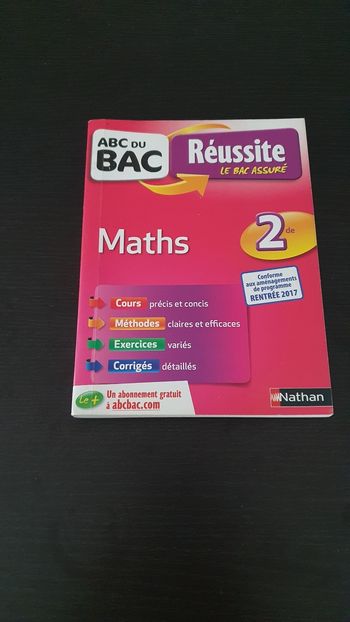 ABC DU
BAC
Réussite
LE BAC ASSURÉ
Maths
2de
Conforme
aux aménagements
de programme
RENTRÉE 2017
Cours précis et concis
Méthodes claires et efficaces
Exercices variés
Corrigés détaillés
Le +
Un abonnement gratuit
à abcbac.com
Nathan